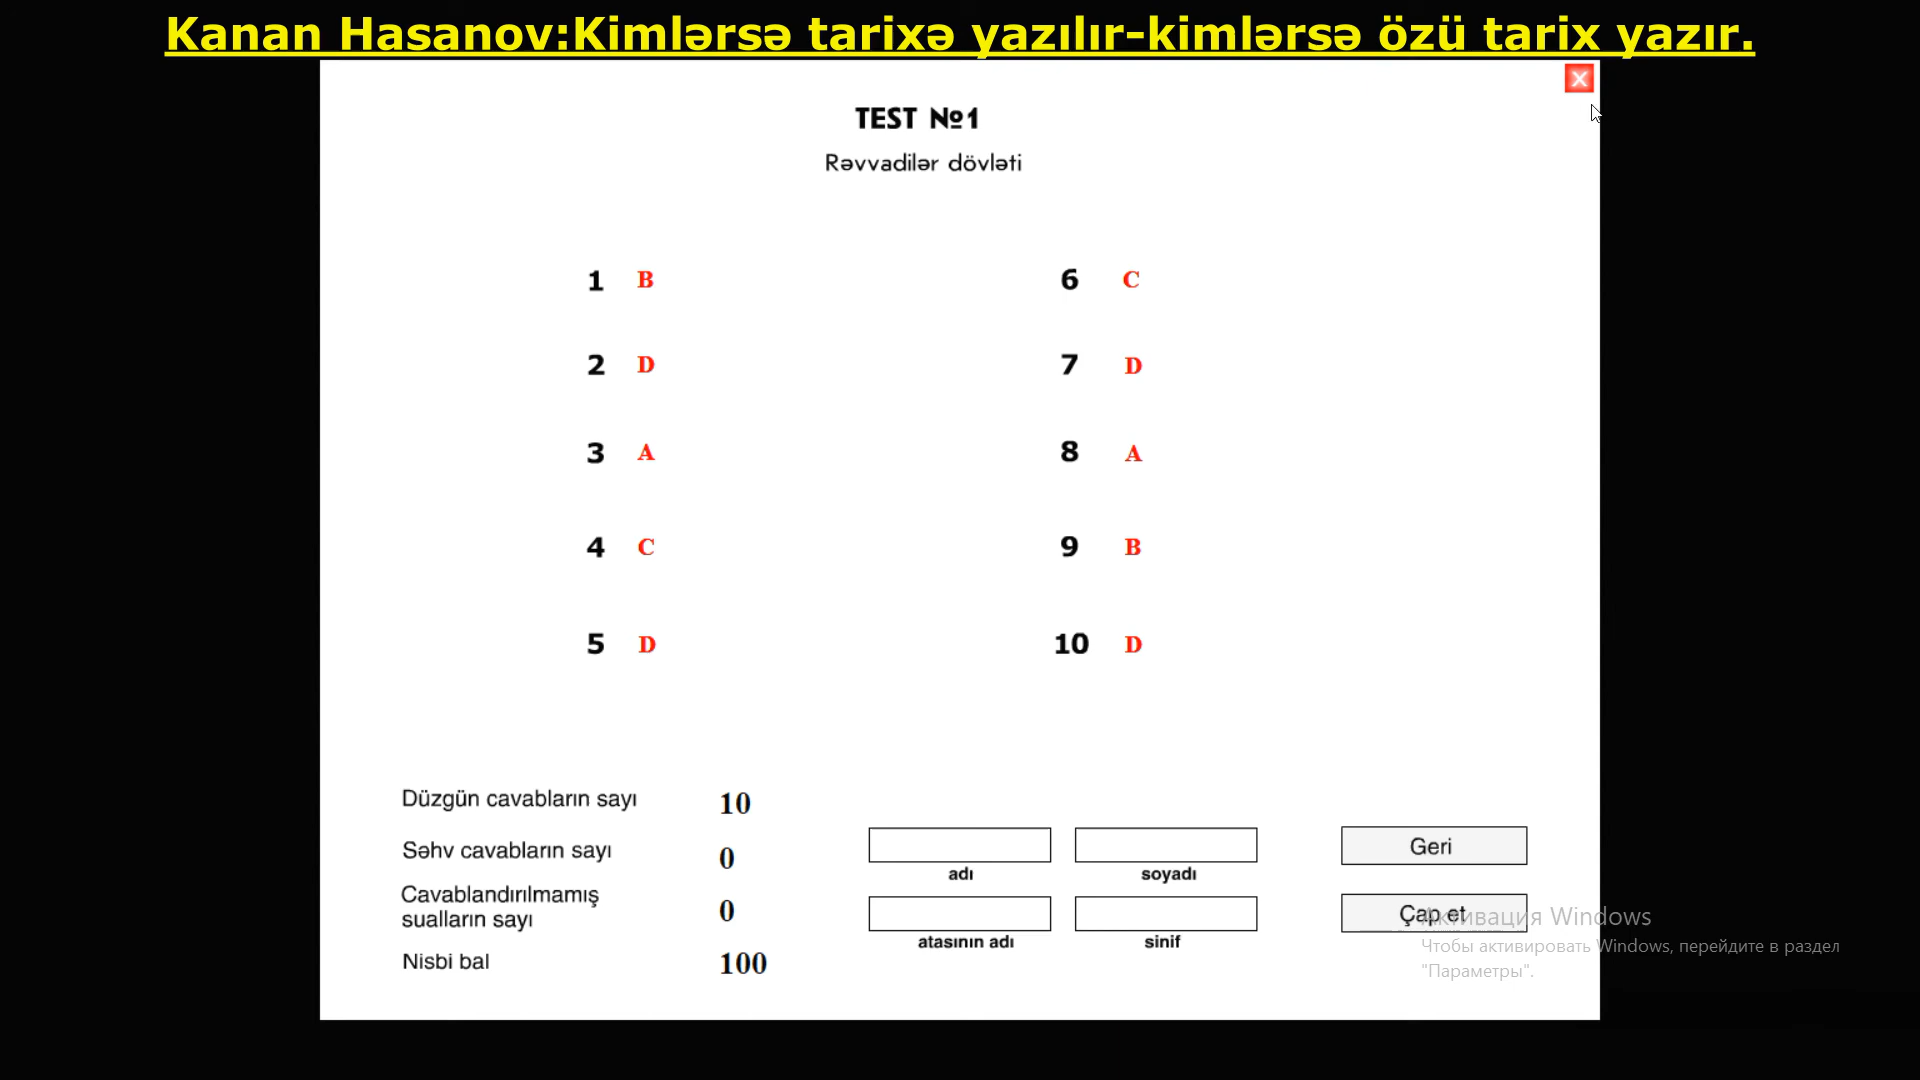 Kanan Hasanov:Kimlərsə tarixə yazılır-kimlərsə özü tarix yazır.
TEST №1
Rəvvadilər dövləti
1 B
6 C
2 D
7 D
3 A
8 A
4 C
9 B
5 D
10 D
Düzgün cavabların sayı 10
Səhv cavabların sayı 0
Cavablandırılmamış
sualların sayı 0
Nisbi bal 100
adı
soyadı
atasının adı
sinif
Geri
Çap et
Активация Windows
Чтобы активировать Windows, перейдите в раздел
"Параметры".